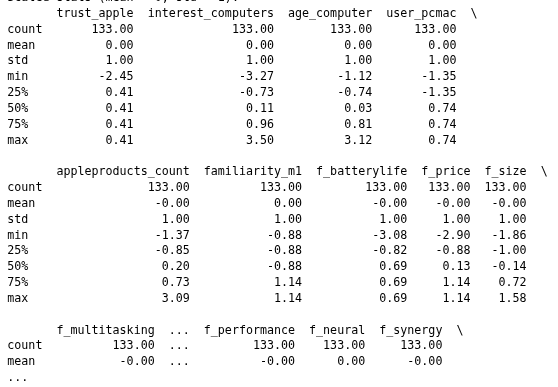 trust_apple  interest_computers  age_computer  user_pcmac  \
count       133.00              133.00        133.00      133.00
mean          0.00                0.00          0.00        0.00
std           1.00                1.00          1.00        1.00
min          -2.45               -3.27         -1.12       -1.35
25%           0.41               -0.73         -0.74       -1.35
50%           0.41                0.11          0.03        0.74
75%           0.41                0.96          0.81        0.74
max           0.41                3.50          3.12        0.74
appleproducts_count  familiarity_m1  f_batterylife  f_price  f_size  \
count               133.00          133.00         133.00   133.00  133.00
mean                 -0.00            0.00          -0.00    -0.00   -0.00
std                   1.00            1.00           1.00     1.00    1.00
min                  -1.37           -0.88          -3.08    -2.90   -1.86
25%                  -0.85           -0.88          -0.82    -0.88   -1.00
50%                   0.20           -0.88           0.69     0.13   -0.14
75%                   0.73            1.14           0.69     1.14    0.72
max                   3.09            1.14           0.69     1.14    1.58
f_multitasking  ...  f_performance  f_neural  f_synergy  \
count          133.00  ...         133.00    133.00     133.00
mean            -0.00  ...          -0.00      0.00      -0.00
...